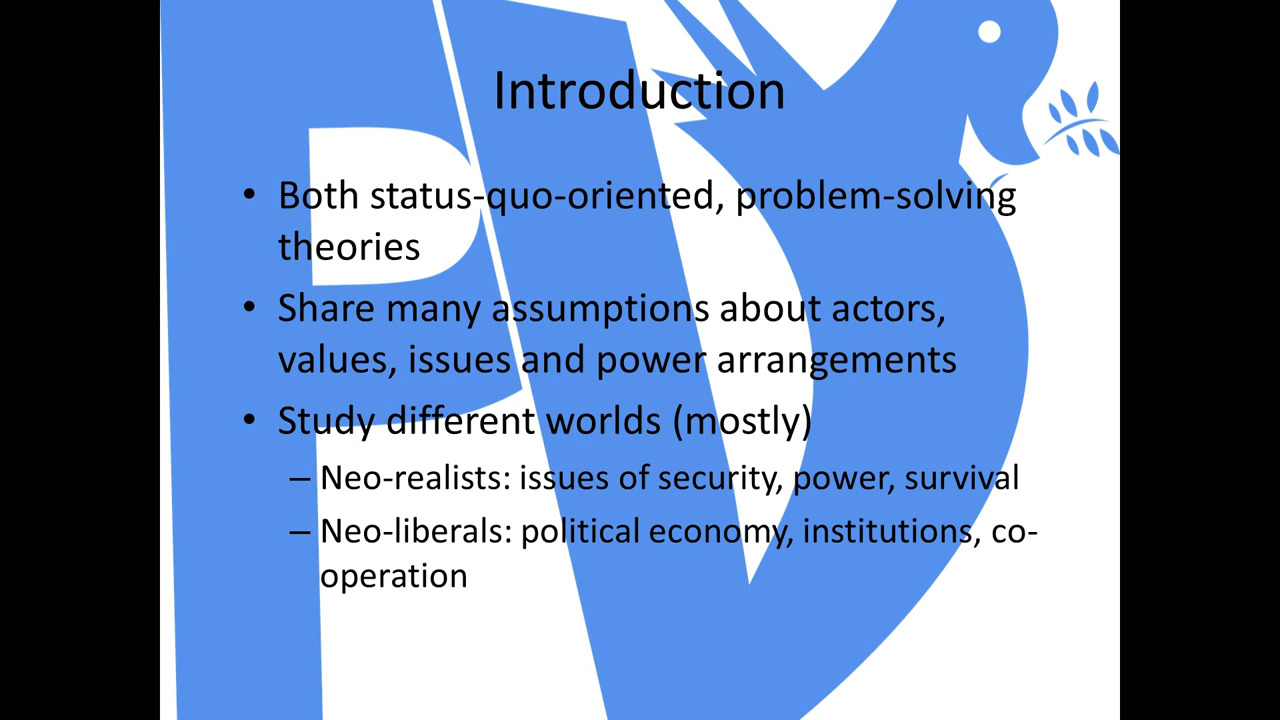 Introduction
• Both status-quo-oriented, problem-solving
theories
• Share many assumptions about actors,
values, issues and power arrangements
• Study different worlds (mostly)
– Neo-realists: issues of security, power, survival
– Neo-liberals: political economy, institutions, co-
operation